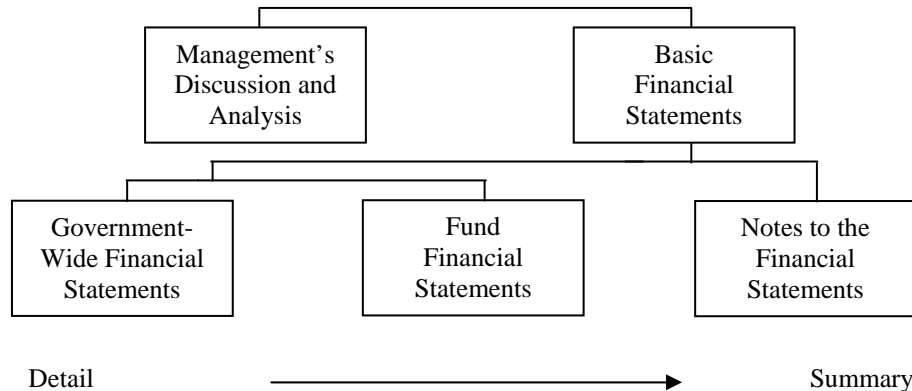 Management’s
Discussion and
Analysis
Basic
Financial
Statements
Government-
Wide Financial
Statements
Fund
Financial
Statements
Notes to the
Financial
Statements
Detail
Summary